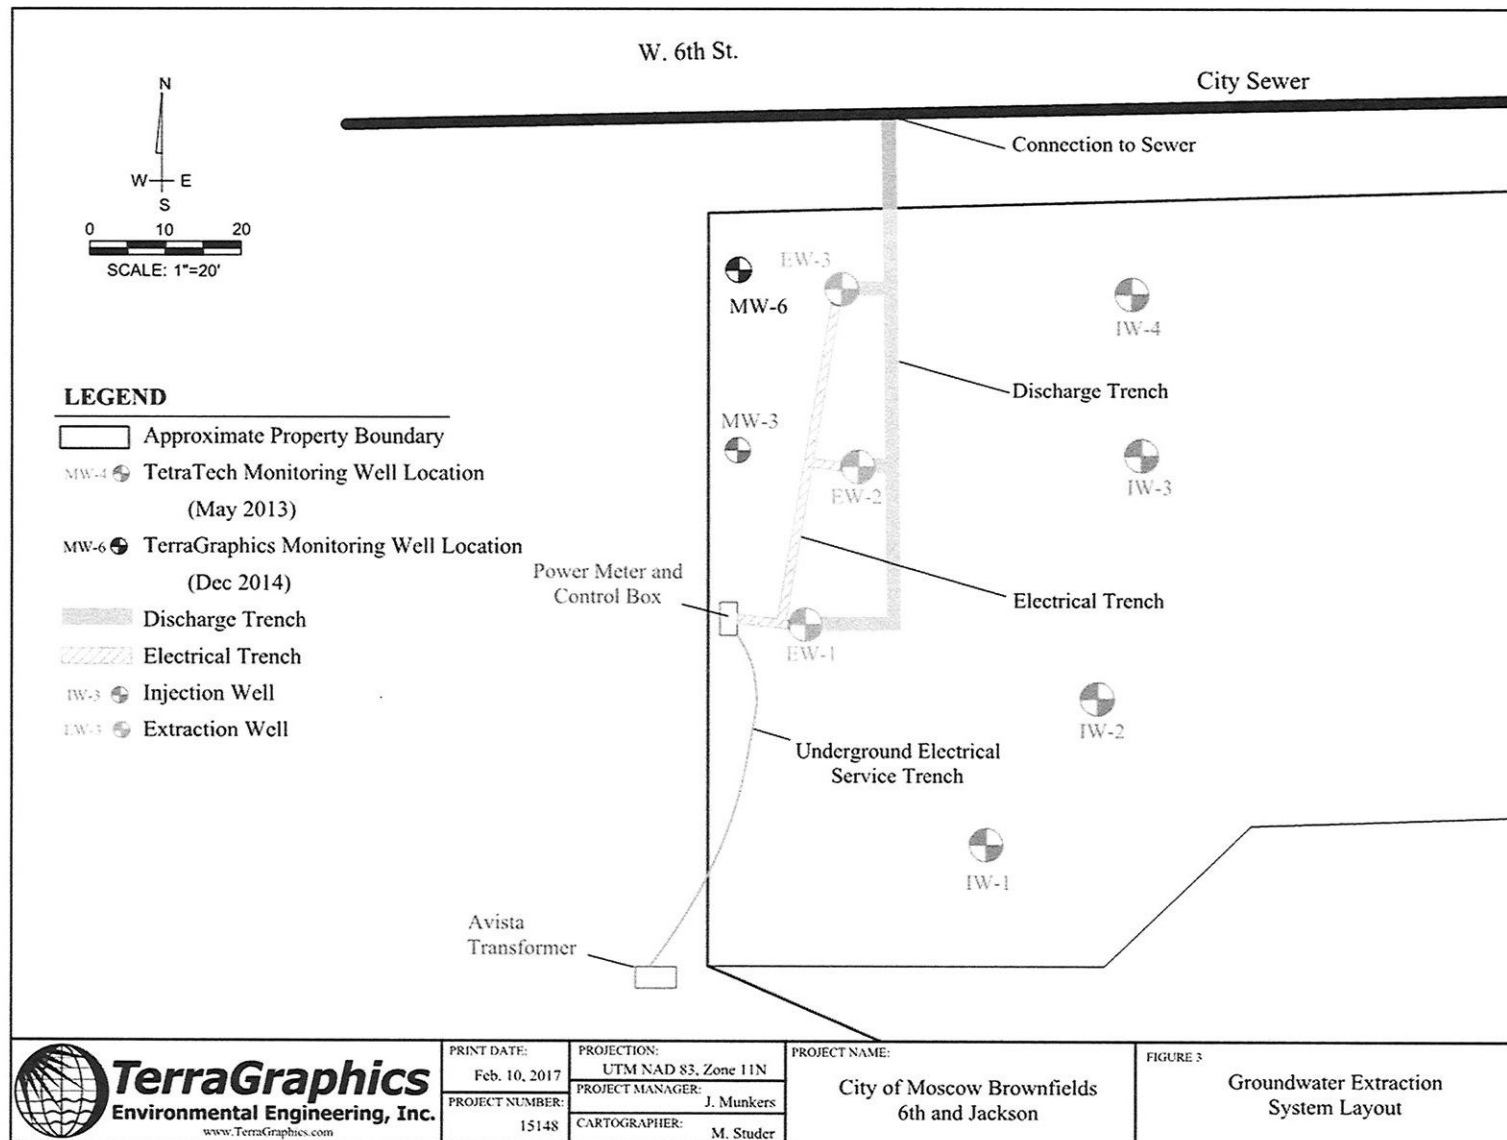 W. 6th St.
City Sewer
N
W
E
S
0 10 20
SCALE: 1"=20'
Connection to Sewer
EW-3
MW-6
IW-4
Discharge Trench
MW-3
EW-2
IW-3
LEGEND
Approximate Property Boundary
MW-4 TetraTech Monitoring Well Location
(May 2013)
MW-6 TerraGraphics Monitoring Well Location
(Dec 2014)
Discharge Trench
Electrical Trench
IW-3 Injection Well
EW-3 Extraction Well
Power Meter and
Control Box
Electrical Trench
EW-1
IW-2
Underground Electrical
Service Trench
IW-1
Avista
Transformer
TerraGraphics
Environmental Engineering, Inc.
www.TerraGraphics.com
PRINT DATE:
Feb. 10, 2017
PROJECT NUMBER:
15148
PROJECTION:
UTM NAD 83, Zone 11N
PROJECT MANAGER:
J. Munkers
CARTOGRAPHER:
M. Studer
PROJECT NAME:
City of Moscow Brownfields
6th and Jackson
FIGURE 3
Groundwater Extraction
System Layout